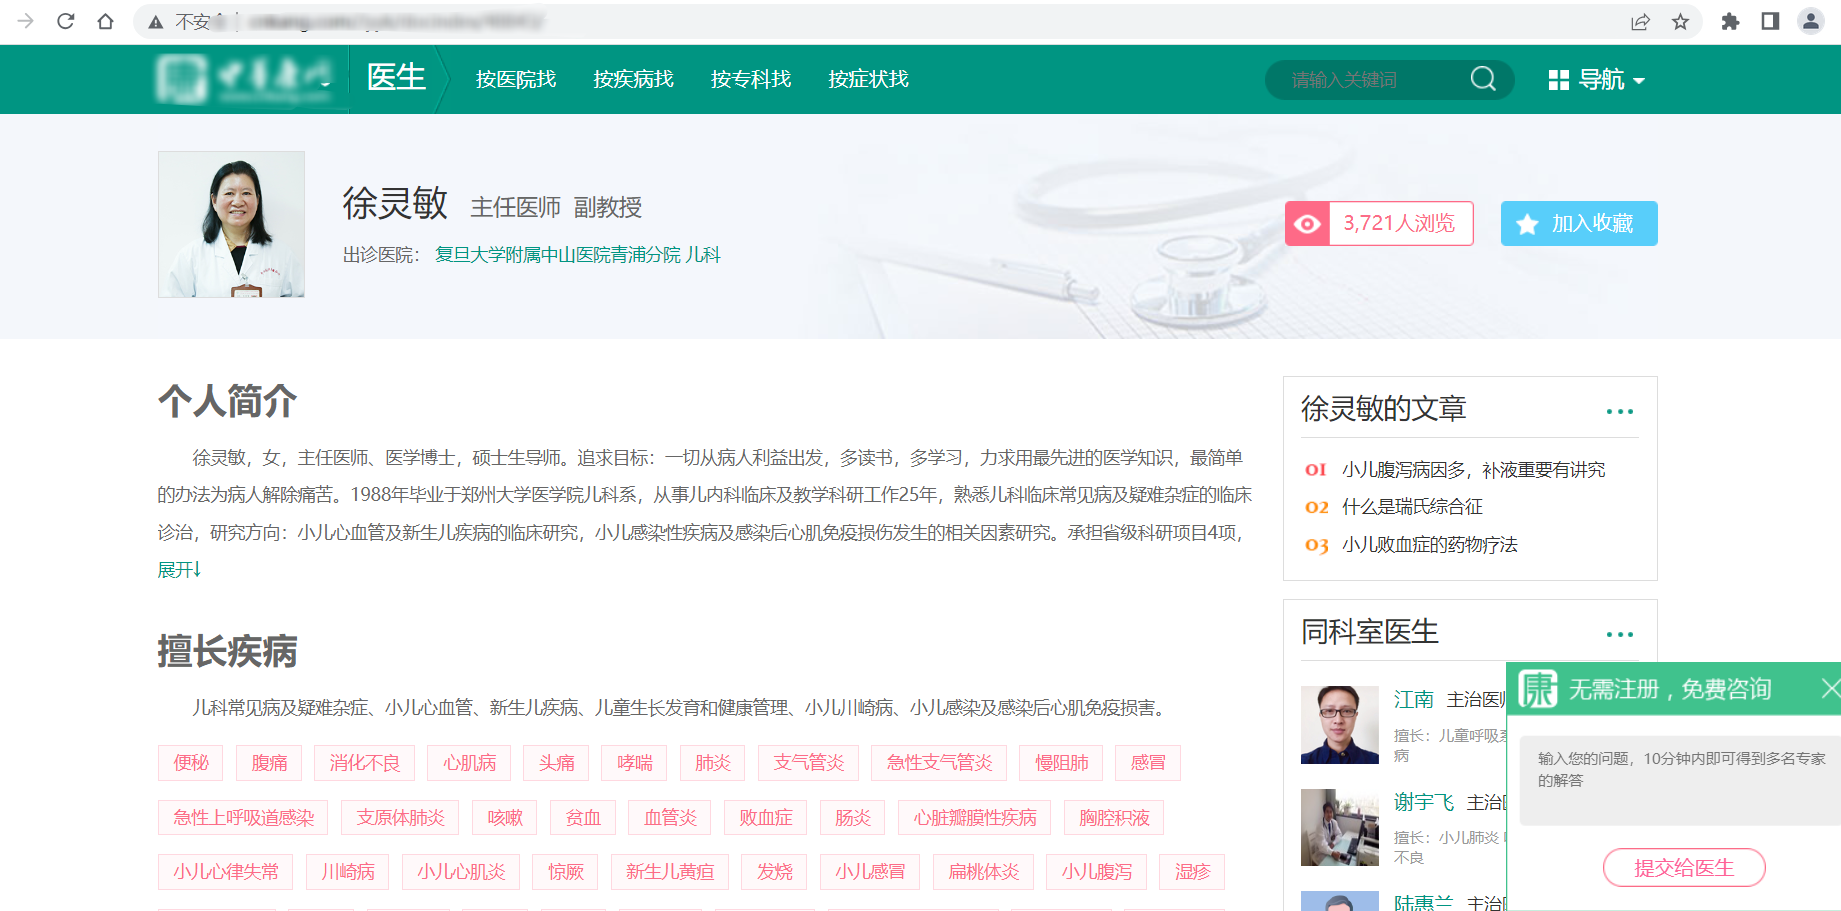 不安
医生
按医院找
按疾病找
按专科找
按症状找
请输入关键词
导航
徐灵敏 主任医师 副教授
出诊医院： 复旦大学附属中山医院青浦分院 儿科
3,721人浏览
加入收藏
个人简介
徐灵敏，女，主任医师、医学博士，硕士生导师。追求目标：一切从病人利益出发，多读书，多学习，力求用最先进的医学知识，最简单
的办法为病人解除痛苦。1988年毕业于郑州大学医学院儿科系，从事儿内科临床及教学科研工作25年，熟悉儿科临床常见病及疑难杂症的临床
诊治，研究方向：小儿心血管及新生儿疾病的临床研究，小儿感染性疾病及感染后心肌免疫损伤发生的相关因素研究。承担省级科研项目4项，
展开↓
擅长疾病
儿科常见病及疑难杂症、小儿心血管、新生儿疾病、儿童生长发育和健康管理、小儿川崎病、小儿感染及感染后心肌免疫损害。
便秘 腹痛 消化不良 心肌病 头痛 哮喘 肺炎 支气管炎 急性支气管炎 慢阻肺 感冒
急性上呼吸道感染 支原体肺炎 咳嗽 贫血 血管炎 败血症 肠炎 心脏瓣膜性疾病 胸腔积液
小儿心律失常 川崎病 小儿心肌炎 惊厥 新生儿黄疸 发烧 小儿感冒 扁桃体炎 小儿腹泻 湿疹
徐灵敏的文章
01 小儿腹泻病因多，补液重要有讲究
02 什么是瑞氏综合征
03 小儿败血症的药物疗法
同科室医生
江南 主治医师
擅长：儿童呼吸系
病
谢宇飞 主治
擅长：小儿肺炎
不良
陆惠兰 主治
康 无需注册，免费咨询
输入您的问题，10分钟内即可得到多名专家
的解答
提交给医生